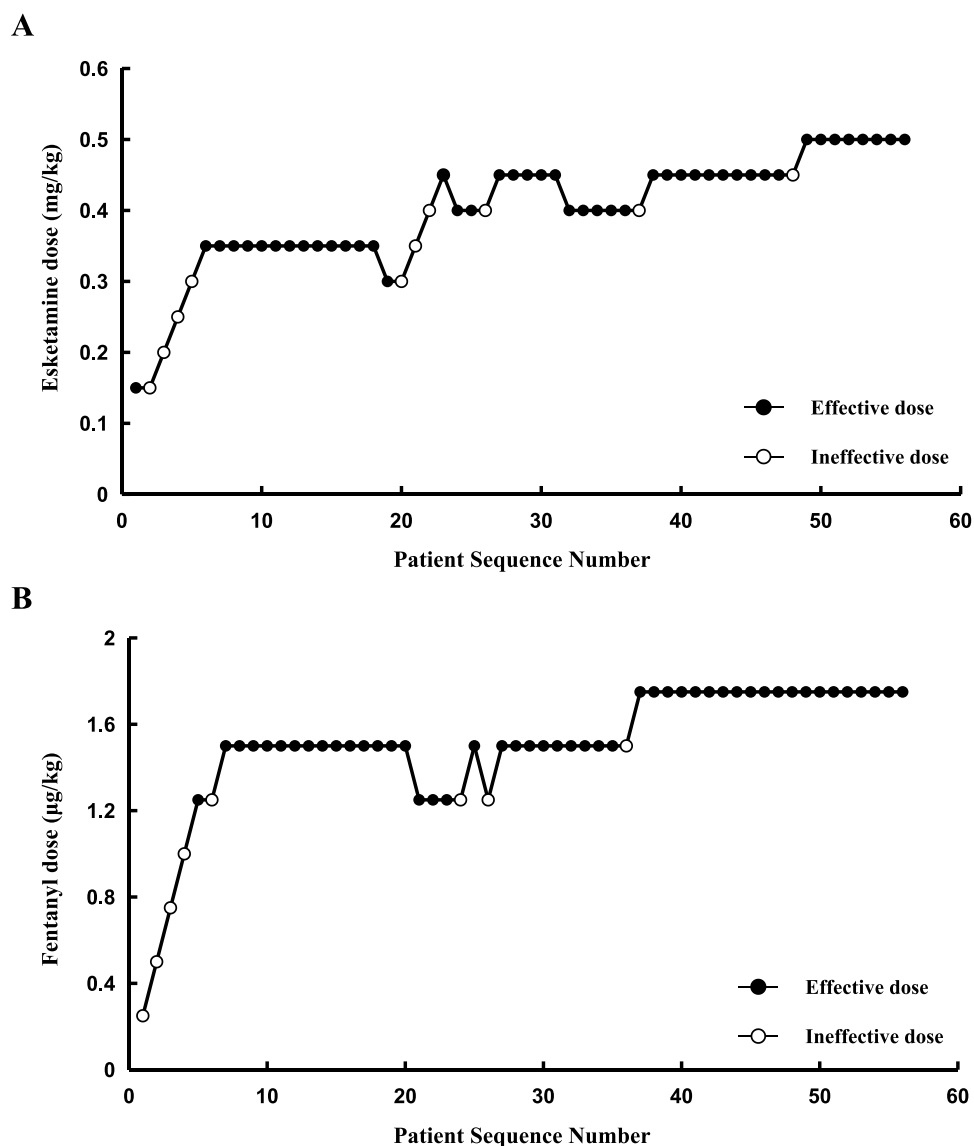 A
0.6
0.5
0.4
0.3
0.2
0.1
0
Esketamine dose (mg/kg)
Effective dose
Ineffective dose
0 10 20 30 40 50 60
Patient Sequence Number
B
2
1.6
1.2
0.8
0.4
0
Fentanyl dose (µg/kg)
Effective dose
Ineffective dose
0 10 20 30 40 50 60
Patient Sequence Number